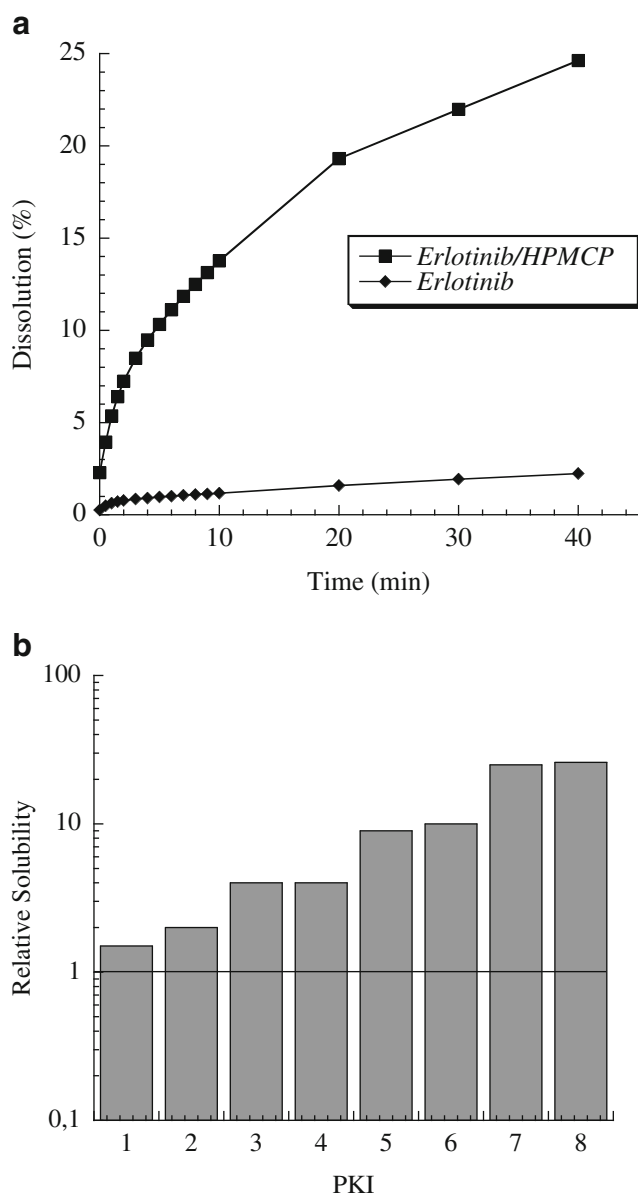 a
25
20
15
10
5
0
Dissolution (%)
Erlotinib/HPMCP
Erlotinib
0 10 20 30 40
Time (min)
b
100
10
1
0,1
Relative Solubility
1 2 3 4 5 6 7 8
PKI